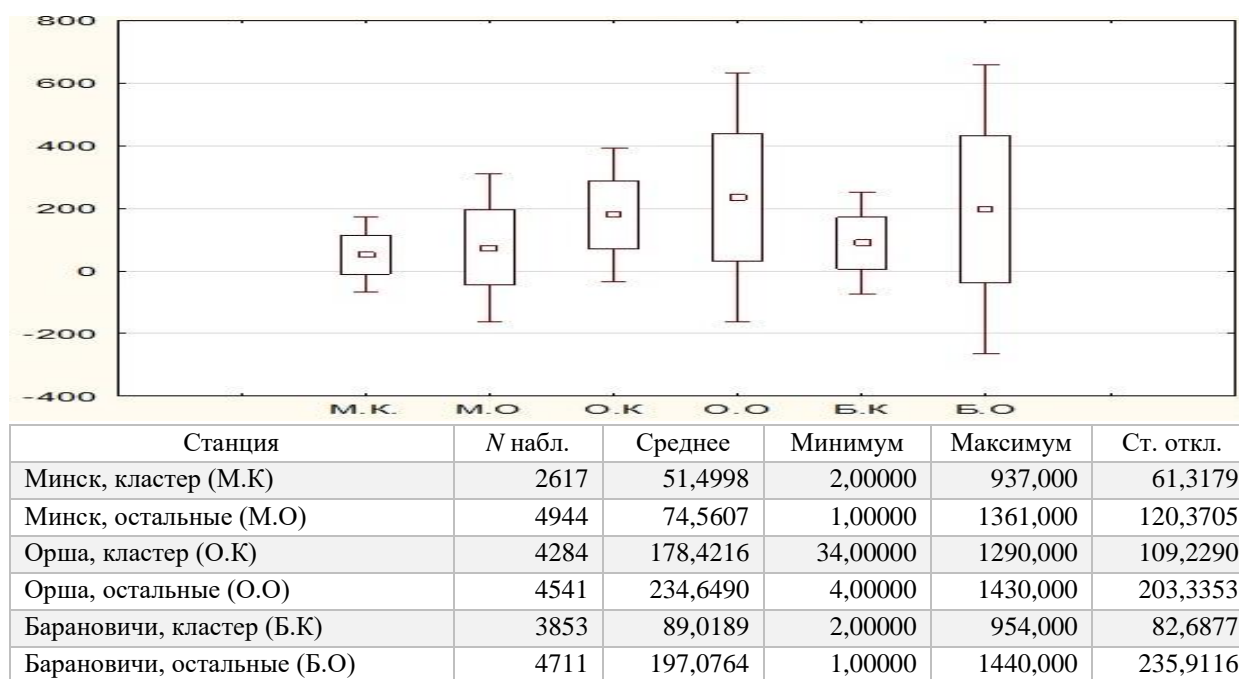 800
600
400
200
0
-200
-400
М.К. М.О О.К О.О Б.К Б.О
Станция N набл. Среднее Минимум Максимум Ст. откл.
Минск, кластер (М.К) 2617 51,4998 2,00000 937,000 61,3179
Минск, остальные (М.О) 4944 74,5607 1,00000 1361,000 120,3705
Орша, кластер (О.К) 4284 178,4216 34,00000 1290,000 109,2290
Орша, остальные (О.О) 4541 234,6490 4,00000 1430,000 203,3353
Барановичи, кластер (Б.К) 3853 89,0189 2,00000 954,000 82,6877
Барановичи, остальные (Б.О) 4711 197,0764 1,00000 1440,000 235,9116